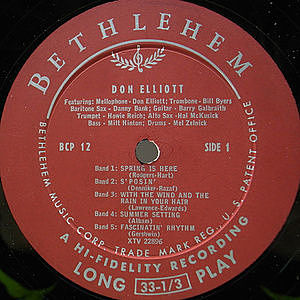 BETHLEHEM
DON ELLIOTT
Featuring: Mellophone - Don Elliott; Trombone - Bill Byers
Baritone Sax - Danny Bank; Guitar - Barry Galbraith
Trumpet - Howie Reich; Alto Sax - Hal McKusick
Bass - Milt Hinton; Drums - Mel Zelnick
BCP 12
SIDE 1
Band 1: SPRING IS HERE
(Rodgers-Hart)
Band 2: S'POSIN'
(Denniker-Razaf)
Band 3: WITH THE WIND AND THE
RAIN IN YOUR HAIR
(Lawrence-Edwards)
Band 4: SUMMER SETTING
(Alham)
Band 5: FASCINATIN' RHYTHM
(Gershwin)
XTV 22896
BETHLEHEM MUSIC CORP. TRADE MARK REG., U.S. PATENT OFFICE
A HI-FIDELITY RECORDING
LONG 33-1/3 PLAY